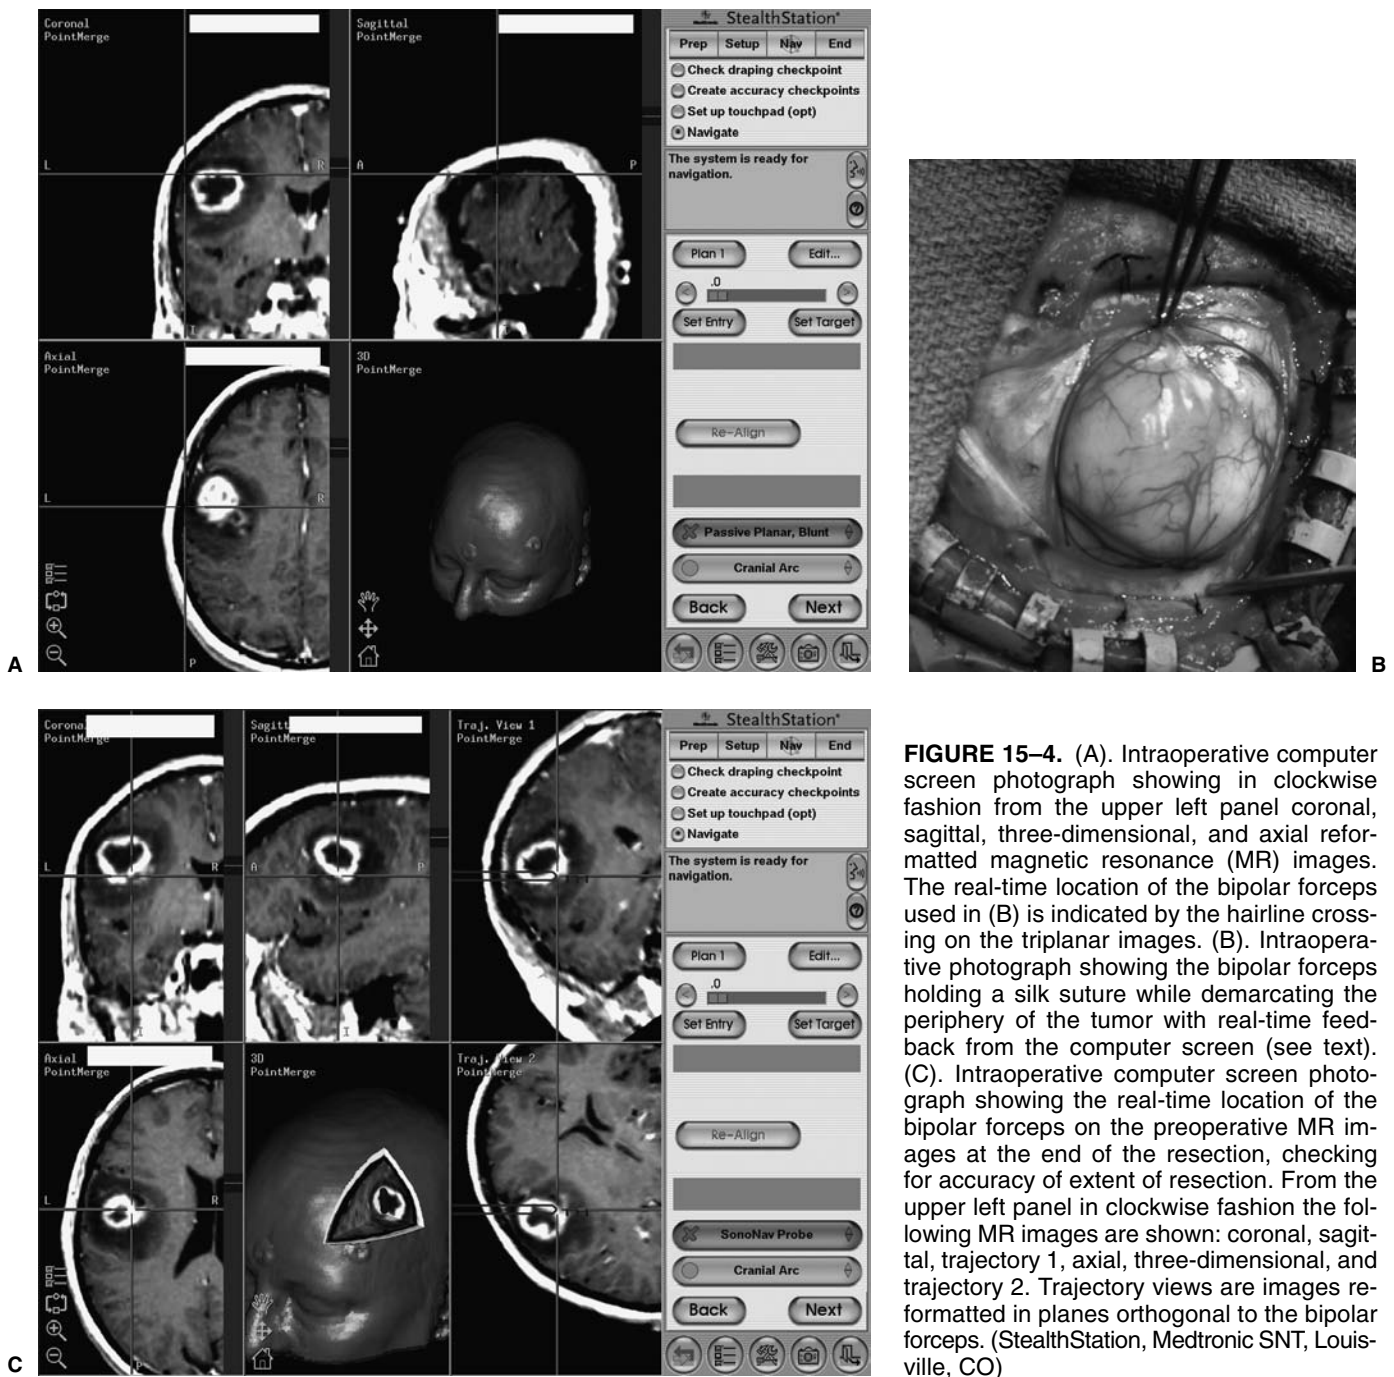 Coronal
PointMerge
L
R
I
Sagittal
PointMerge
A
P
I
Axial
PointMerge
L
R
P
3D
PointMerge
StealthStation
Prep Setup Nav End
Check draping checkpoint
Create accuracy checkpoints
Set up touchpad (opt)
Navigate
The system is ready for
navigation.
?
Plan 1 Edit...
.0
< >
Set Entry Set Target
Re-Align
Passive Planar, Blunt
Cranial Arc
Back Next
A
B
Corona
PointMerge
L
R
I
Sagitt
PointMerge
A
P
I
Traj. View 1
PointMerge
Axial
PointMerge
L
R
P
3D
PointMerge
Traj. View 2
PointMerge
StealthStation
Prep Setup Nav End
Check draping checkpoint
Create accuracy checkpoints
Set up touchpad (opt)
Navigate
The system is ready for
navigation.
?
Plan 1 Edit...
.0
< >
Set Entry Set Target
Re-Align
SonoNav Probe
Cranial Arc
Back Next
C
FIGURE 15–4. (A). Intraoperative computer
screen photograph showing in clockwise
fashion from the upper left panel coronal,
sagittal, three-dimensional, and axial refor-
matted magnetic resonance (MR) images.
The real-time location of the bipolar forceps
used in (B) is indicated by the hairline cross-
ing on the triplanar images. (B). Intraopera-
tive photograph showing the bipolar forceps
holding a silk suture while demarcating the
periphery of the tumor with real-time feed-
back from the computer screen (see text).
(C). Intraoperative computer screen photo-
graph showing the real-time location of the
bipolar forceps on the preoperative MR im-
ages at the end of the resection, checking
for accuracy of extent of resection. From the
upper left panel in clockwise fashion the fol-
lowing MR images are shown: coronal, sagit-
tal, trajectory 1, axial, three-dimensional, and
trajectory 2. Trajectory views are images re-
formatted in planes orthogonal to the bipolar
forceps. (StealthStation, Medtronic SNT, Louis-
ville, CO)